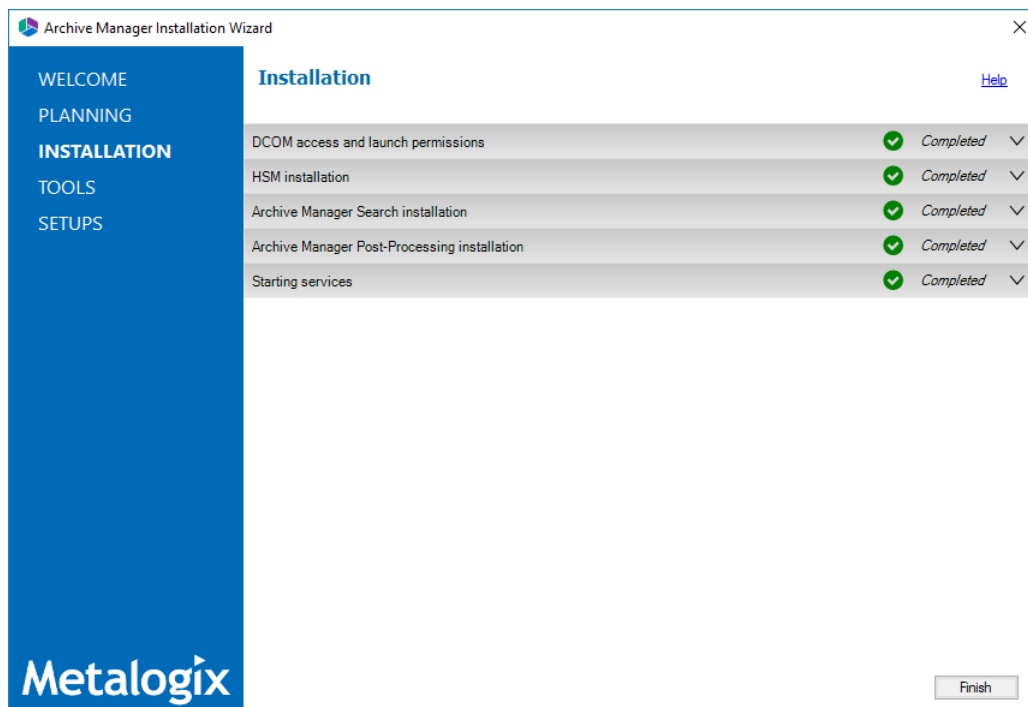 Archive Manager Installation Wizard
WELCOME
PLANNING
INSTALLATION
TOOLS
SETUPS
Installation
Help
DCOM access and launch permissions Completed
HSM installation Completed
Archive Manager Search installation Completed
Archive Manager Post-Processing installation Completed
Starting services Completed
Metalogix
Finish